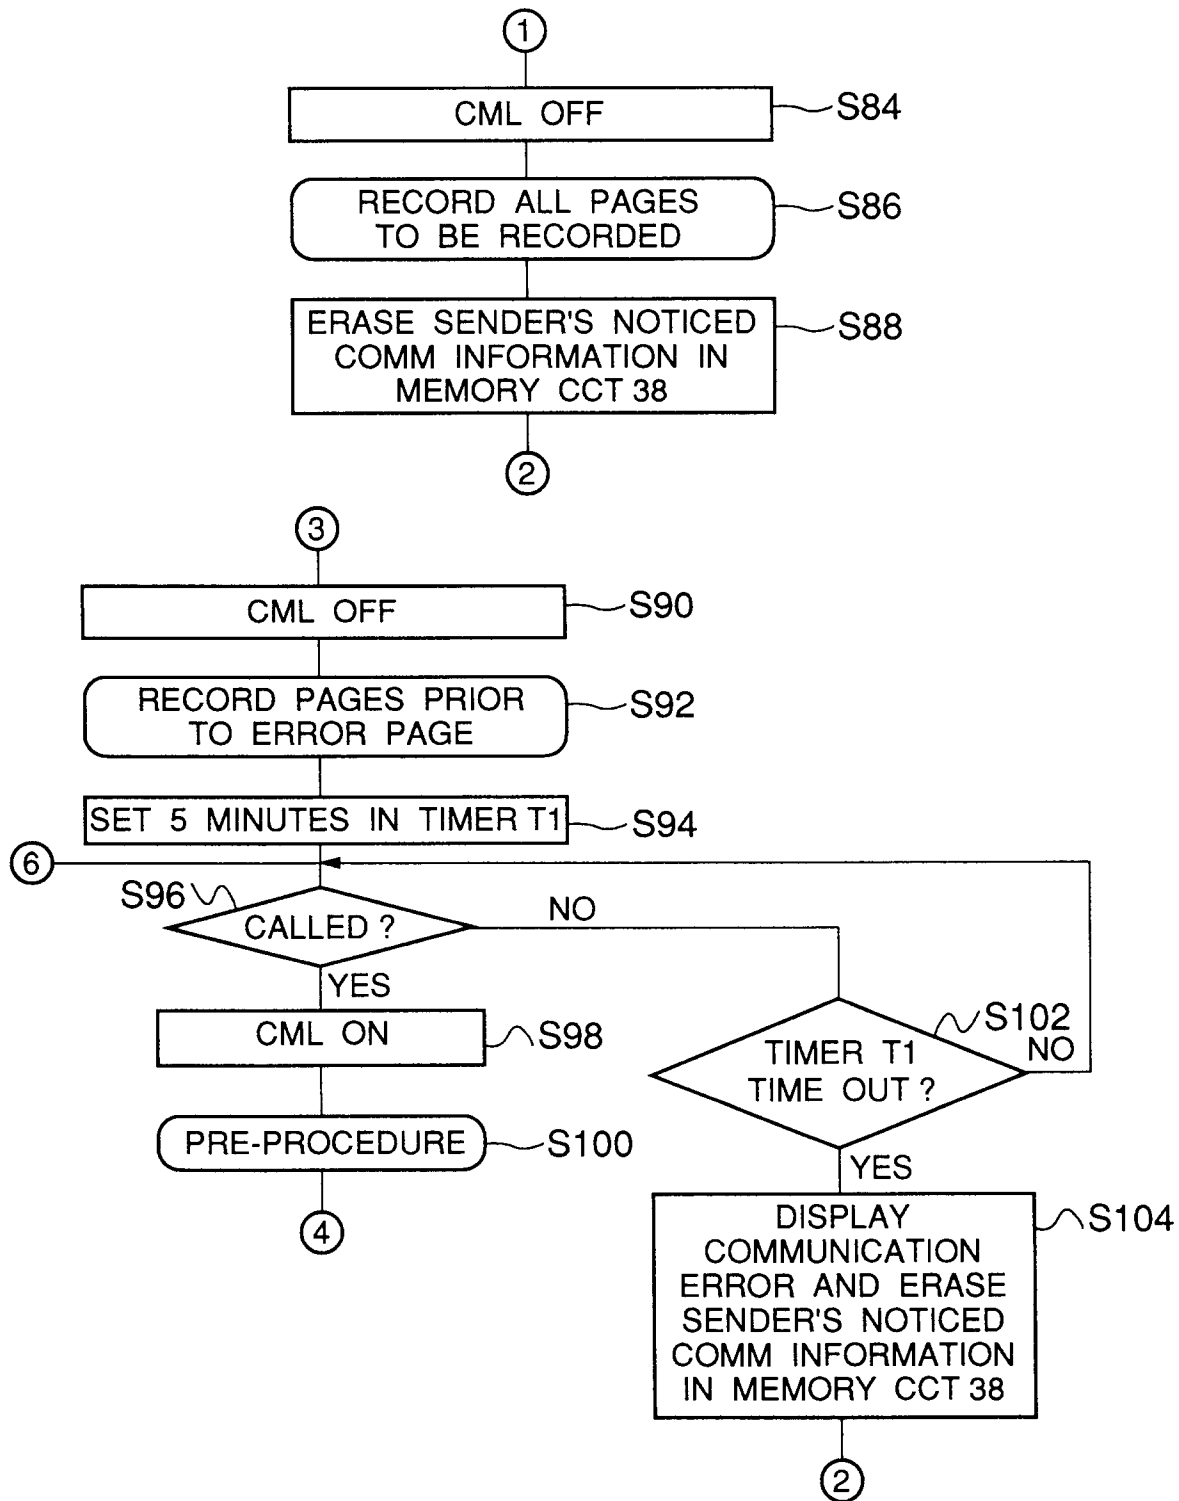 1
CML OFF
S84
RECORD ALL PAGES
TO BE RECORDED
S86
ERASE SENDER'S NOTICED
COMM INFORMATION IN
MEMORY CCT 38
S88
2
3
CML OFF
S90
RECORD PAGES PRIOR
TO ERROR PAGE
S92
SET 5 MINUTES IN TIMER T1
S94
6
S96
CALLED ?
NO
YES
CML ON
S98
TIMER T1
TIME OUT ?
S102
NO
PRE-PROCEDURE
S100
YES
4
DISPLAY
COMMUNICATION
ERROR AND ERASE
SENDER'S NOTICED
COMM INFORMATION
IN MEMORY CCT 38
S104
2